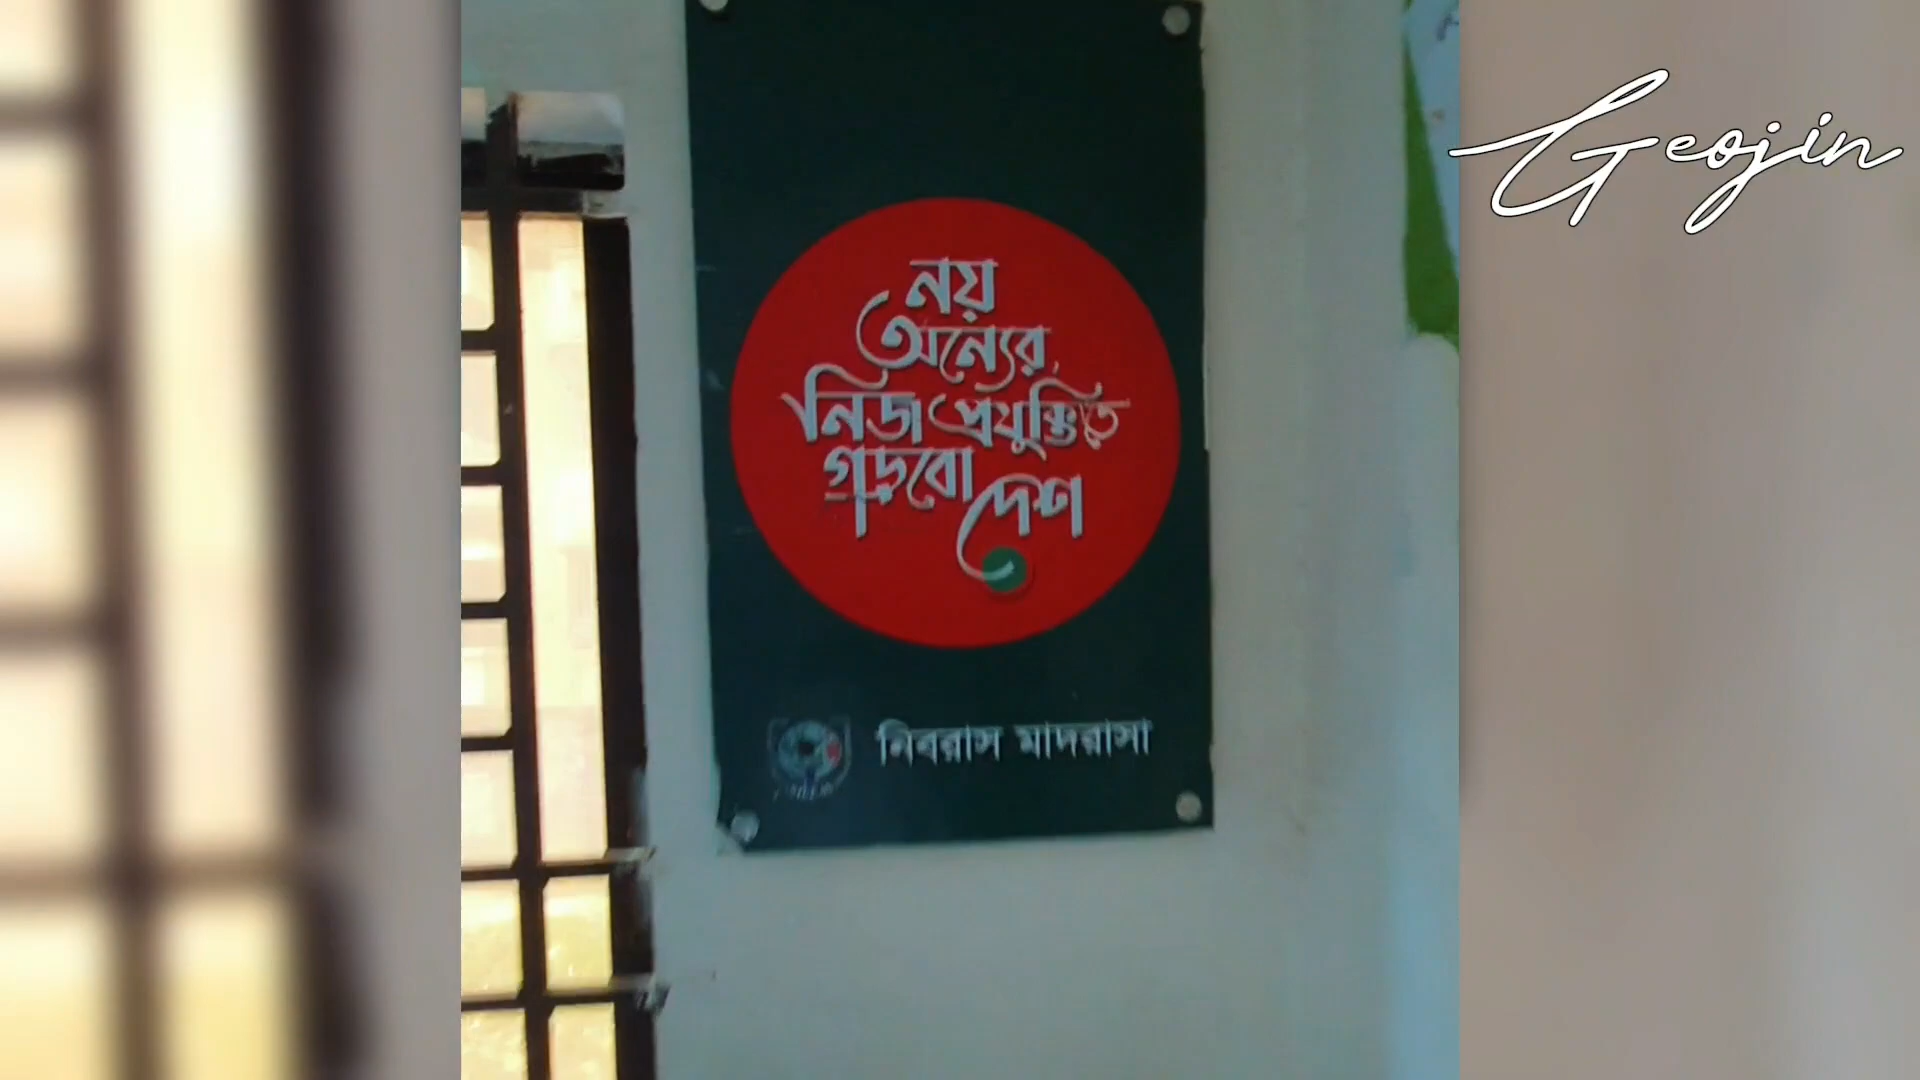 নয়
অন্যের,
নিজ প্রযুক্তিতে
গড়বো
দেশ
নিবরাস মাদরাসা
Geojin